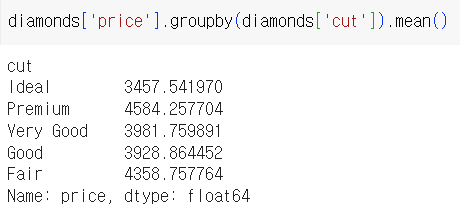 diamonds['price'].groupby(diamonds['cut']).mean()
cut
Ideal 3457.541970
Premium 4584.257704
Very Good 3981.759891
Good 3928.864452
Fair 4358.757764
Name: price, dtype: float64